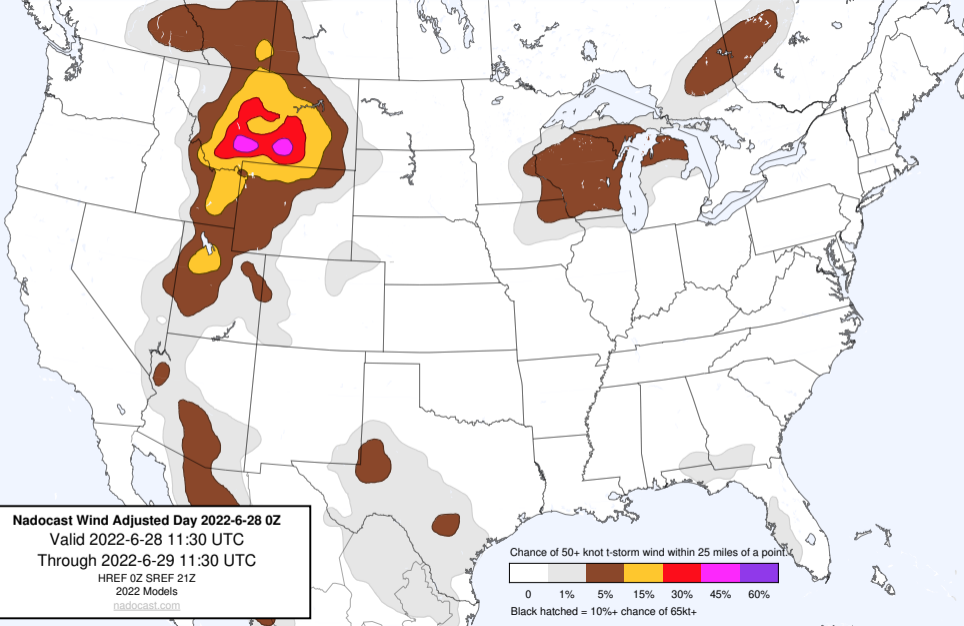 Nadocast Wind Adjusted Day 2022-6-28 0Z
Valid 2022-6-28 11:30 UTC
Through 2022-6-29 11:30 UTC
HREF 0Z SREF 21Z
2022 Models
nadocast.com
Chance of 50+ knot t-storm wind within 25 miles of a point.
0 1% 5% 15% 30% 45% 60%
Black hatched = 10%+ chance of 65kt+